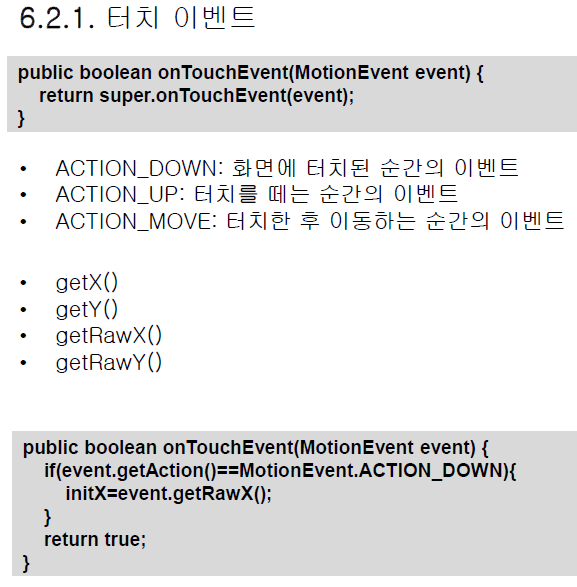 6.2.1. 터치 이벤트
public boolean onTouchEvent(MotionEvent event) {
return super.onTouchEvent(event);
}
• ACTION_DOWN: 화면에 터치된 순간의 이벤트
• ACTION_UP: 터치를 떼는 순간의 이벤트
• ACTION_MOVE: 터치한 후 이동하는 순간의 이벤트
• getX()
• getY()
• getRawX()
• getRawY()
public boolean onTouchEvent(MotionEvent event) {
if(event.getAction()==MotionEvent.ACTION_DOWN){
initX=event.getRawX();
}
return true;
}